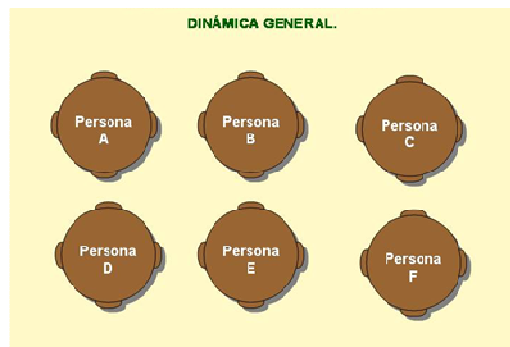 DINÁMICA GENERAL.
Persona
A
Persona
B
Persona
C
Persona
D
Persona
E
Persona
F